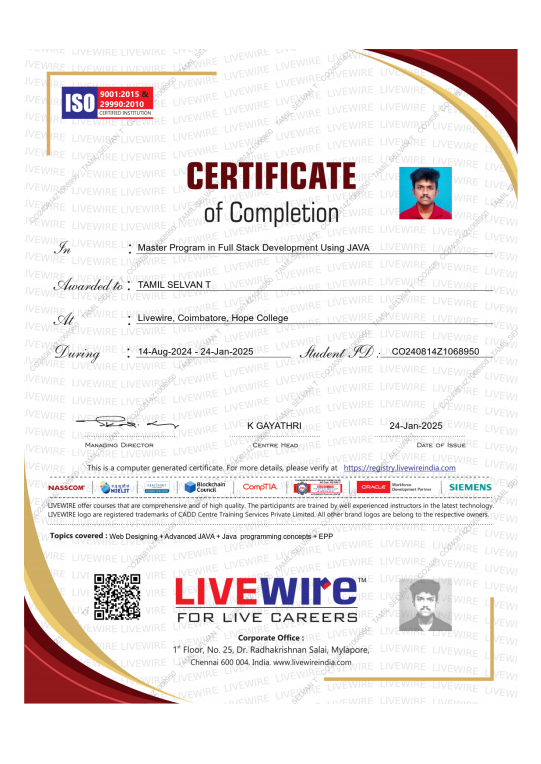 ISO 9001:2015 &
29990:2010
CERTIFIED INSTITUTION
CERTIFICATE
of Completion
In : Master Program in Full Stack Development Using JAVA
Awarded to : TAMIL SELVAN T
At : Livewire, Coimbatore, Hope College
During : 14-Aug-2024 - 24-Jan-2025 Student ID : CO240814Z1068950
K GAYATHRI 24-Jan-2025
MANAGING DIRECTOR CENTRE HEAD DATE OF ISSUE
This is a computer generated certificate. For more details, please verify at https://registry.livewireindia.com
NASSCOM NIELIT Blockchain Council CompTIA ORACLE Workforce Development Partner SIEMENS
LIVEWIRE offer courses that are comprehensive and of high quality. The participants are trained by well experienced instructors in the latest technology.
LIVEWIRE logo are registered trademarks of CADD Centre Training Services Private Limited. All other brand logos are belong to the respective owners.
Topics covered : Web Designing + Advanced JAVA + Java programming concepts + EPP
LIVEWIRE™
FOR LIVE CAREERS
Corporate Office :
1st Floor, No. 25, Dr. Radhakrishnan Salai, Mylapore,
Chennai 600 004. India. www.livewireindia.com